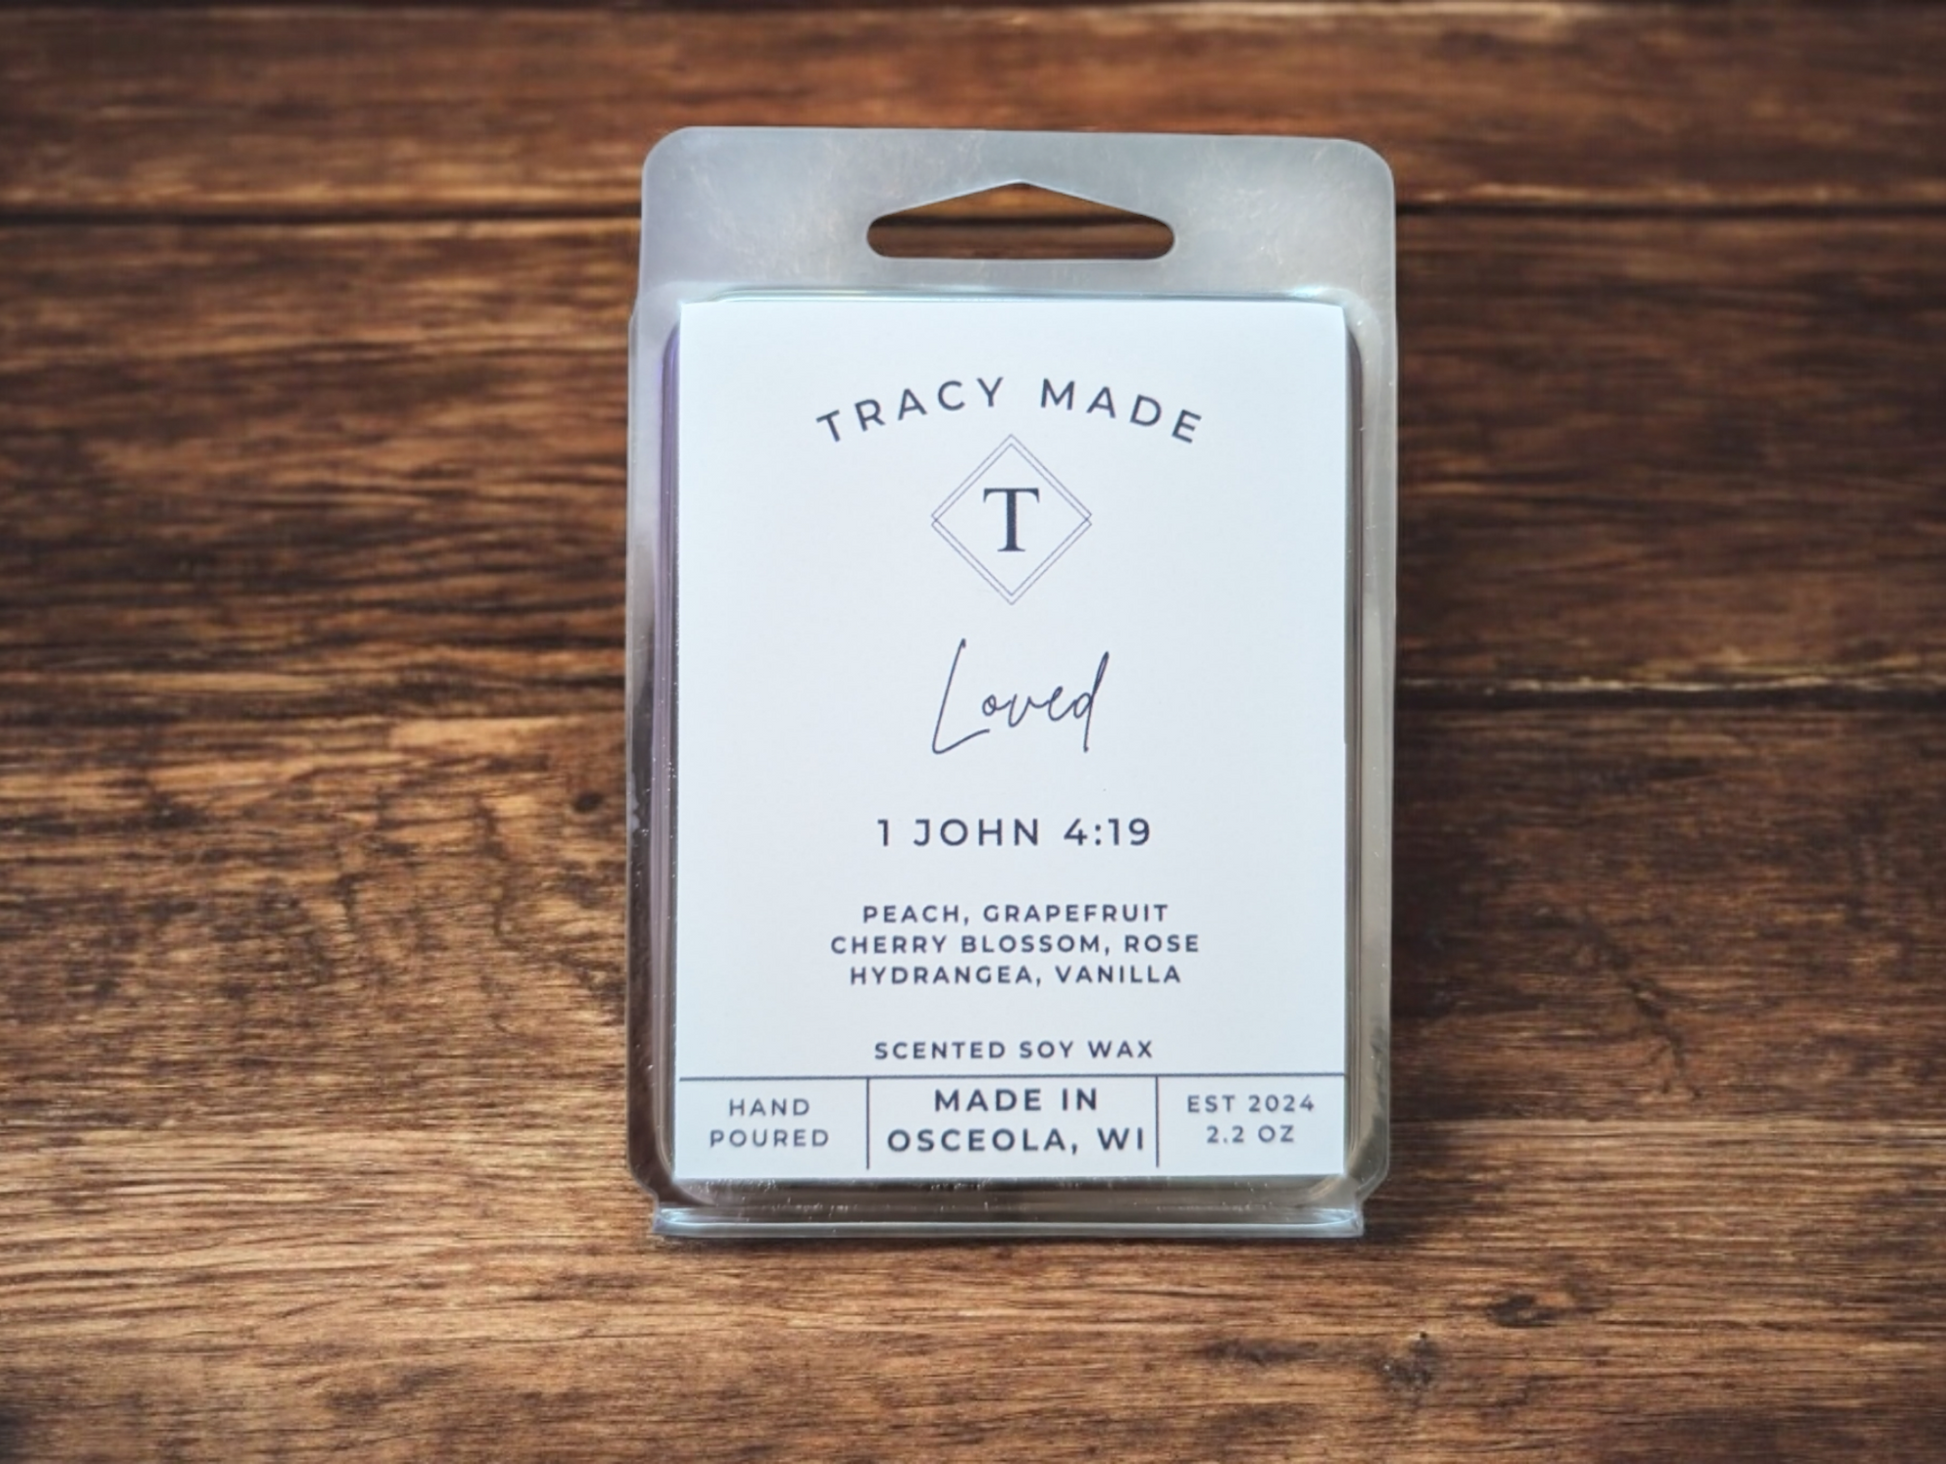 TRACY MADE
T
Loved
1 JOHN 4:19
PEACH, GRAPEFRUIT
CHERRY BLOSSOM, ROSE
HYDRANGEA, VANILLA
SCENTED SOY WAX
HAND
POURED
MADE IN
OSCEOLA, WI
EST 2024
2.2 OZ